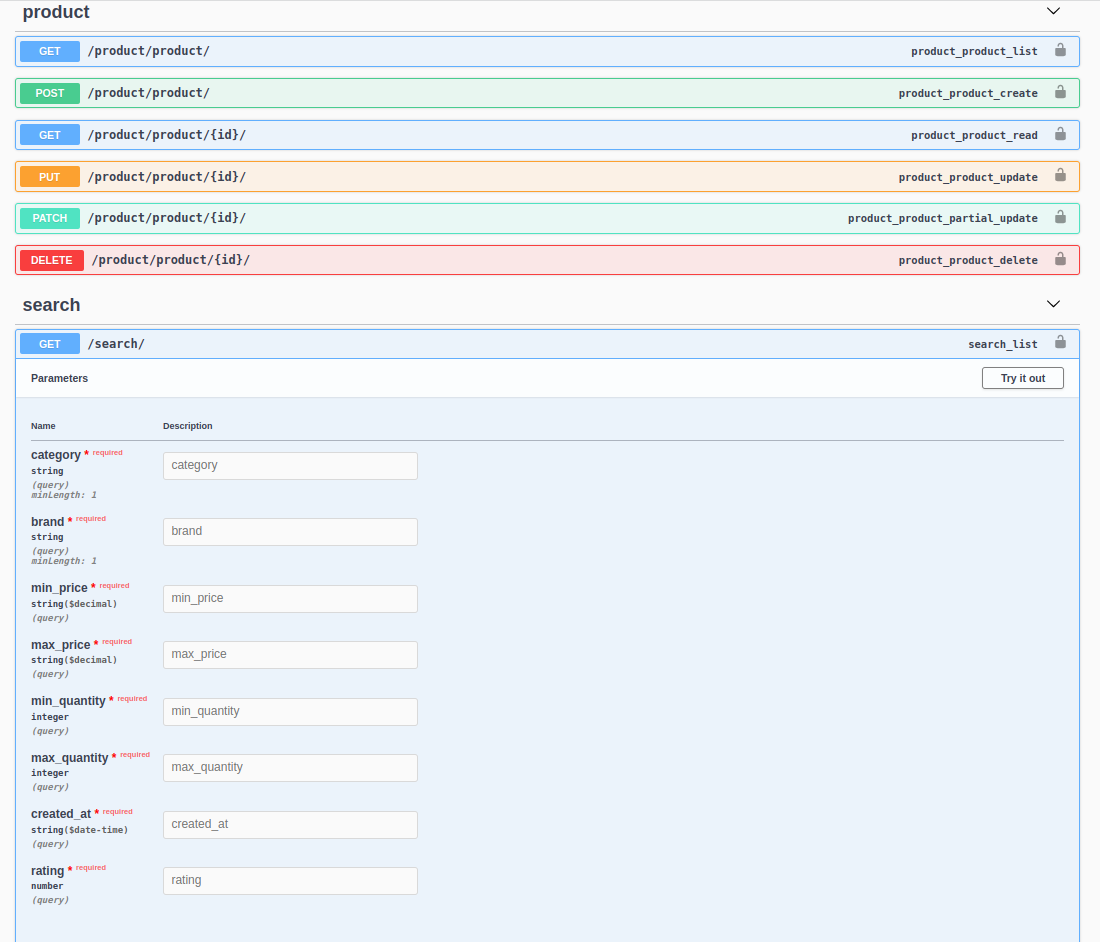 product
GET /product/product/ product_product_list
POST /product/product/ product_product_create
GET /product/product/{id}/ product_product_read
PUT /product/product/{id}/ product_product_update
PATCH /product/product/{id}/ product_product_partial_update
DELETE /product/product/{id}/ product_product_delete
search
GET /search/ search_list
Parameters Try it out
Name Description
category * required
string
(query)
minLength: 1
category
brand * required
string
(query)
minLength: 1
brand
min_price * required
string($decimal)
(query)
min_price
max_price * required
string($decimal)
(query)
max_price
min_quantity * required
integer
(query)
min_quantity
max_quantity * required
integer
(query)
max_quantity
created_at * required
string($date-time)
(query)
created_at
rating * required
number
(query)
rating